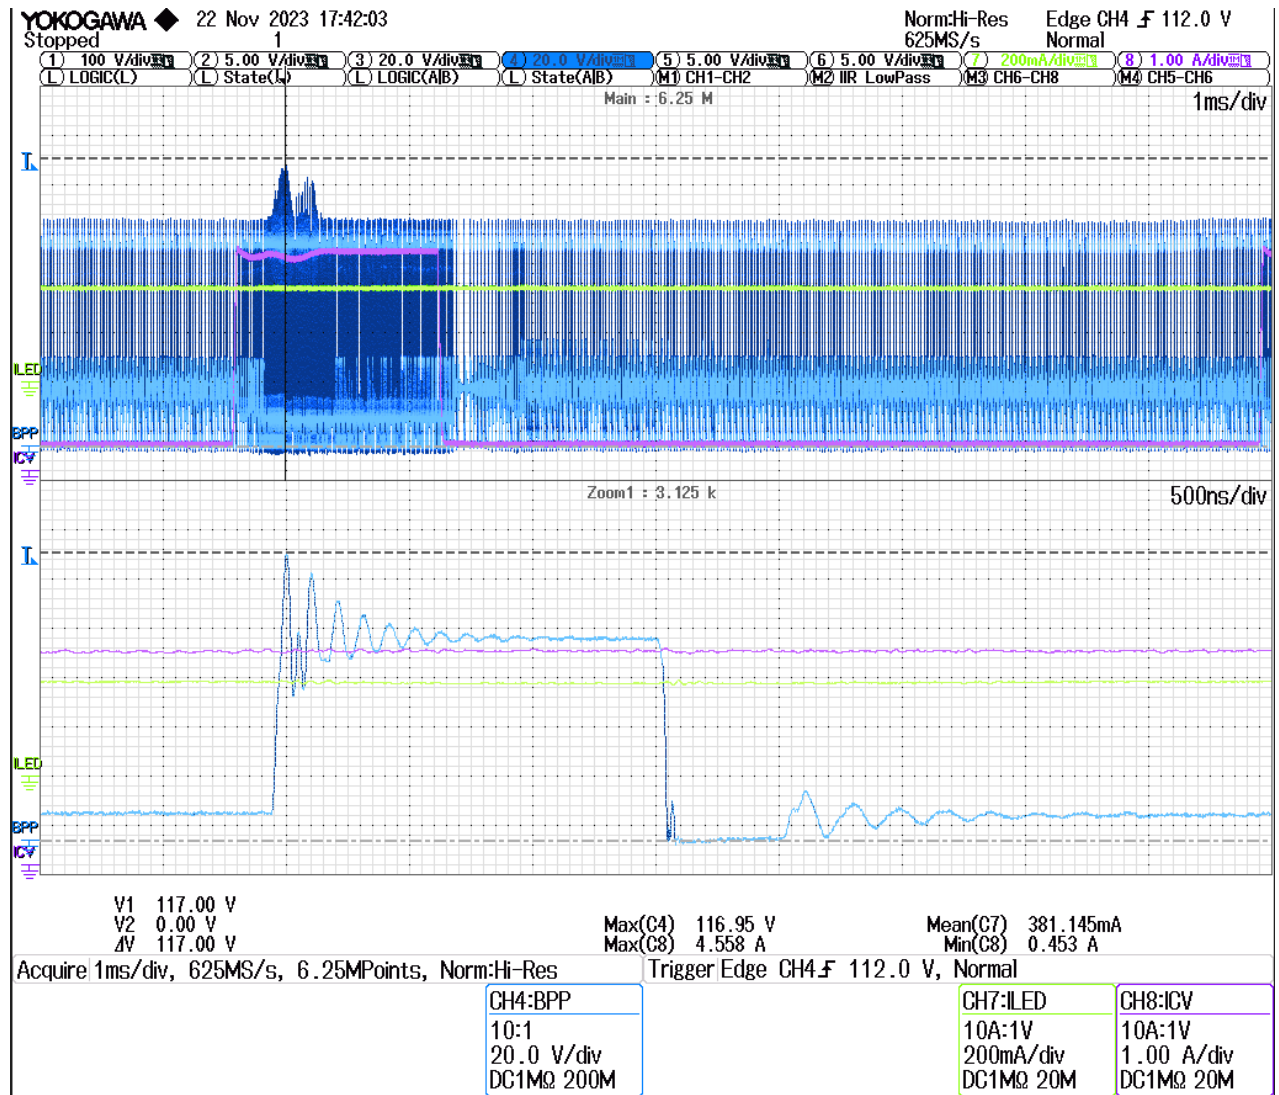 YOKOGAWA ◆ 22 Nov 2023 17:42:03
Norm:Hi-Res Edge CH4 ƒ 112.0 V
Stopped 1 625MS/s Normal
1 100 V/div 2 5.00 V/div 3 20.0 V/div 4 20.0 V/div 5 5.00 V/div 6 5.00 V/div 7 200mA/div 8 1.00 A/div
L LOGIC(L) L State(L) L LOGIC(A|B) L State(A|B) M1 CH1-CH2 M2 IIR LowPass M3 CH6-CH8 M4 CH5-CH6
Main : 6.25 M 1ms/div
ILED
BPP
ICV
Zoom1 : 3.125 k 500ns/div
ILED
BPP
ICV
V1 117.00 V
V2 0.00 V Max(C4) 116.95 V Mean(C7) 381.145mA
ΔV 117.00 V Max(C8) 4.558 A Min(C8) 0.453 A
Acquire 1ms/div, 625MS/s, 6.25MPoints, Norm:Hi-Res Trigger Edge CH4 ƒ 112.0 V, Normal
CH4:BPP CH7:ILED CH8:ICV
10:1 10A:1V 10A:1V
20.0 V/div 200mA/div 1.00 A/div
DC1MΩ 200M DC1MΩ 20M DC1MΩ 20M